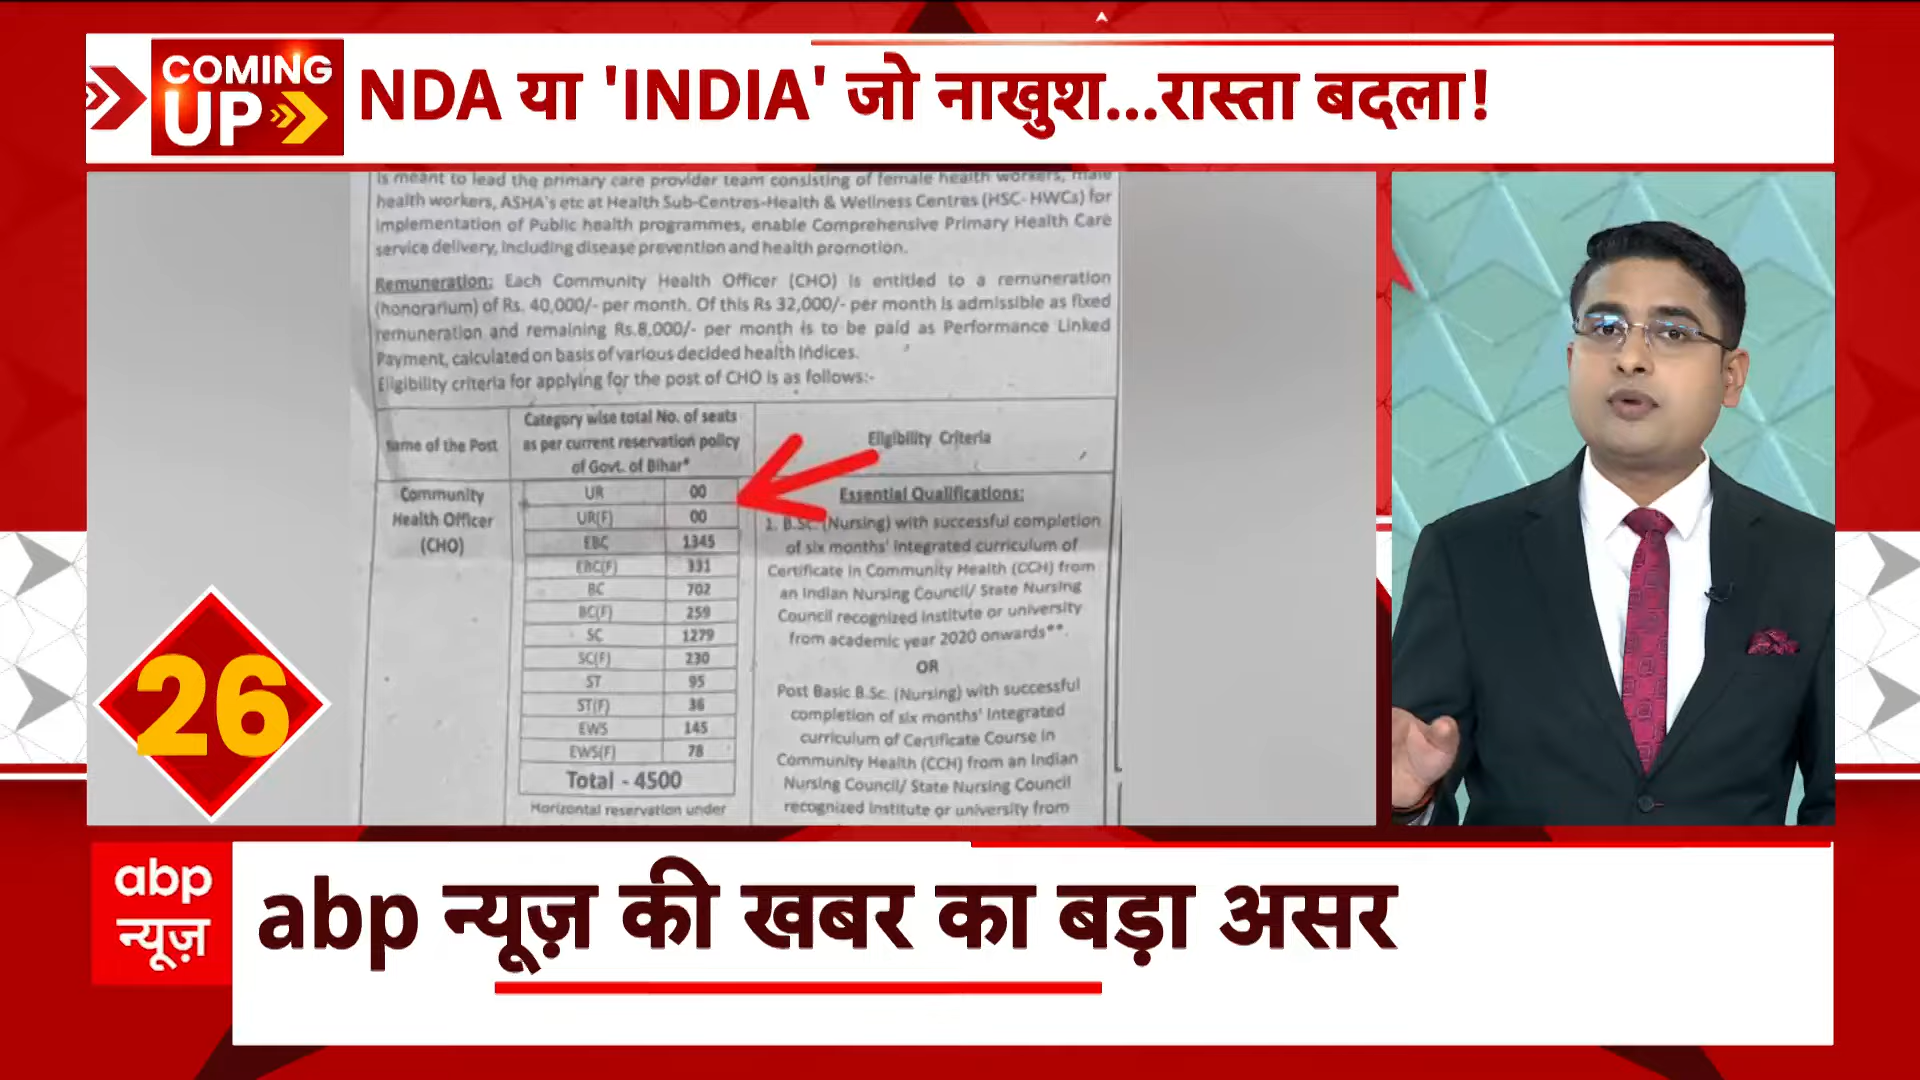 COMING
UP
NDA या 'INDIA' जो नाखुश...रास्ता बदला!
is meant to lead the primary care provider team consisting of female health workers, male
health workers, ASHA's etc at Health Sub-Centres-Health & Wellness Centres (HSC- HWCs) for
implementation of Public health programmes, enable Comprehensive Primary Health Care
service delivery, including disease prevention and health promotion.
Remuneration: Each Community Health Officer (CHO) is entitled to a remuneration
(honorarium) of Rs. 40,000/- per month. Of this Rs 32,000/- per month is admissible as fixed
remuneration and remaining Rs.8,000/- per month is to be paid as Performance Linked
Payment, calculated on basis of various decided health indices.
Eligibility criteria for applying for the post of CHO is as follows:-
Name of the Post
Category wise total No. of seats
as per current reservation policy
of Govt. of Bihar*
Eligibility Criteria
Community
Health Officer
(CHO)
UR 00
UR(F) 00
EBC 1345
EBC(F) 331
BC 702
BC(F) 259
SC 1279
SC(F) 230
ST 95
ST(F) 36
EWS 145
EWS(F) 78
Total - 4500
Horizontal reservation under
Essential Qualifications:
1. B.Sc. (Nursing) with successful completion
of six months' integrated curriculum of
Certificate in Community Health (CCH) from
an Indian Nursing Council/ State Nursing
Council recognized institute or university
from academic year 2020 onwards**.
OR
Post Basic B.Sc. (Nursing) with successful
completion of six months' integrated
curriculum of Certificate Course in
Community Health (CCH) from an Indian
Nursing Council/ State Nursing Council
recognized institute or university from
26
abp
न्यूज़
abp न्यूज़ की खबर का बड़ा असर